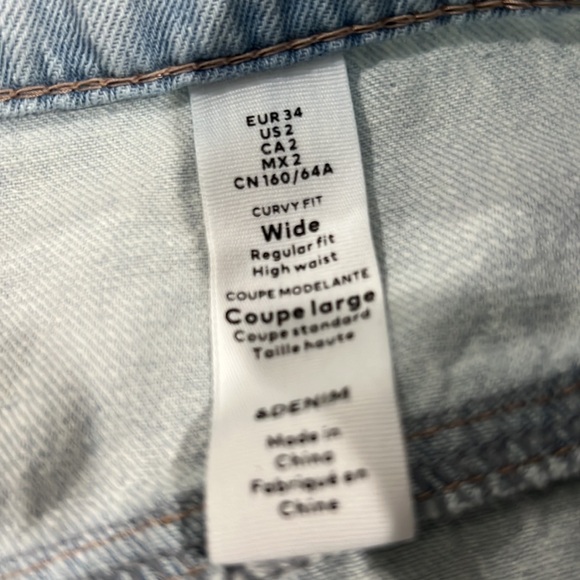 EUR 34
US 2
CA 2
MX 2
CN 160/64A
CURVY FIT
Wide
Regular fit
High waist
COUPE MODELANTE
Coupe large
Coupe standard
Taille haute
&DENIM
Made in
China
Fabriqué en
Chine